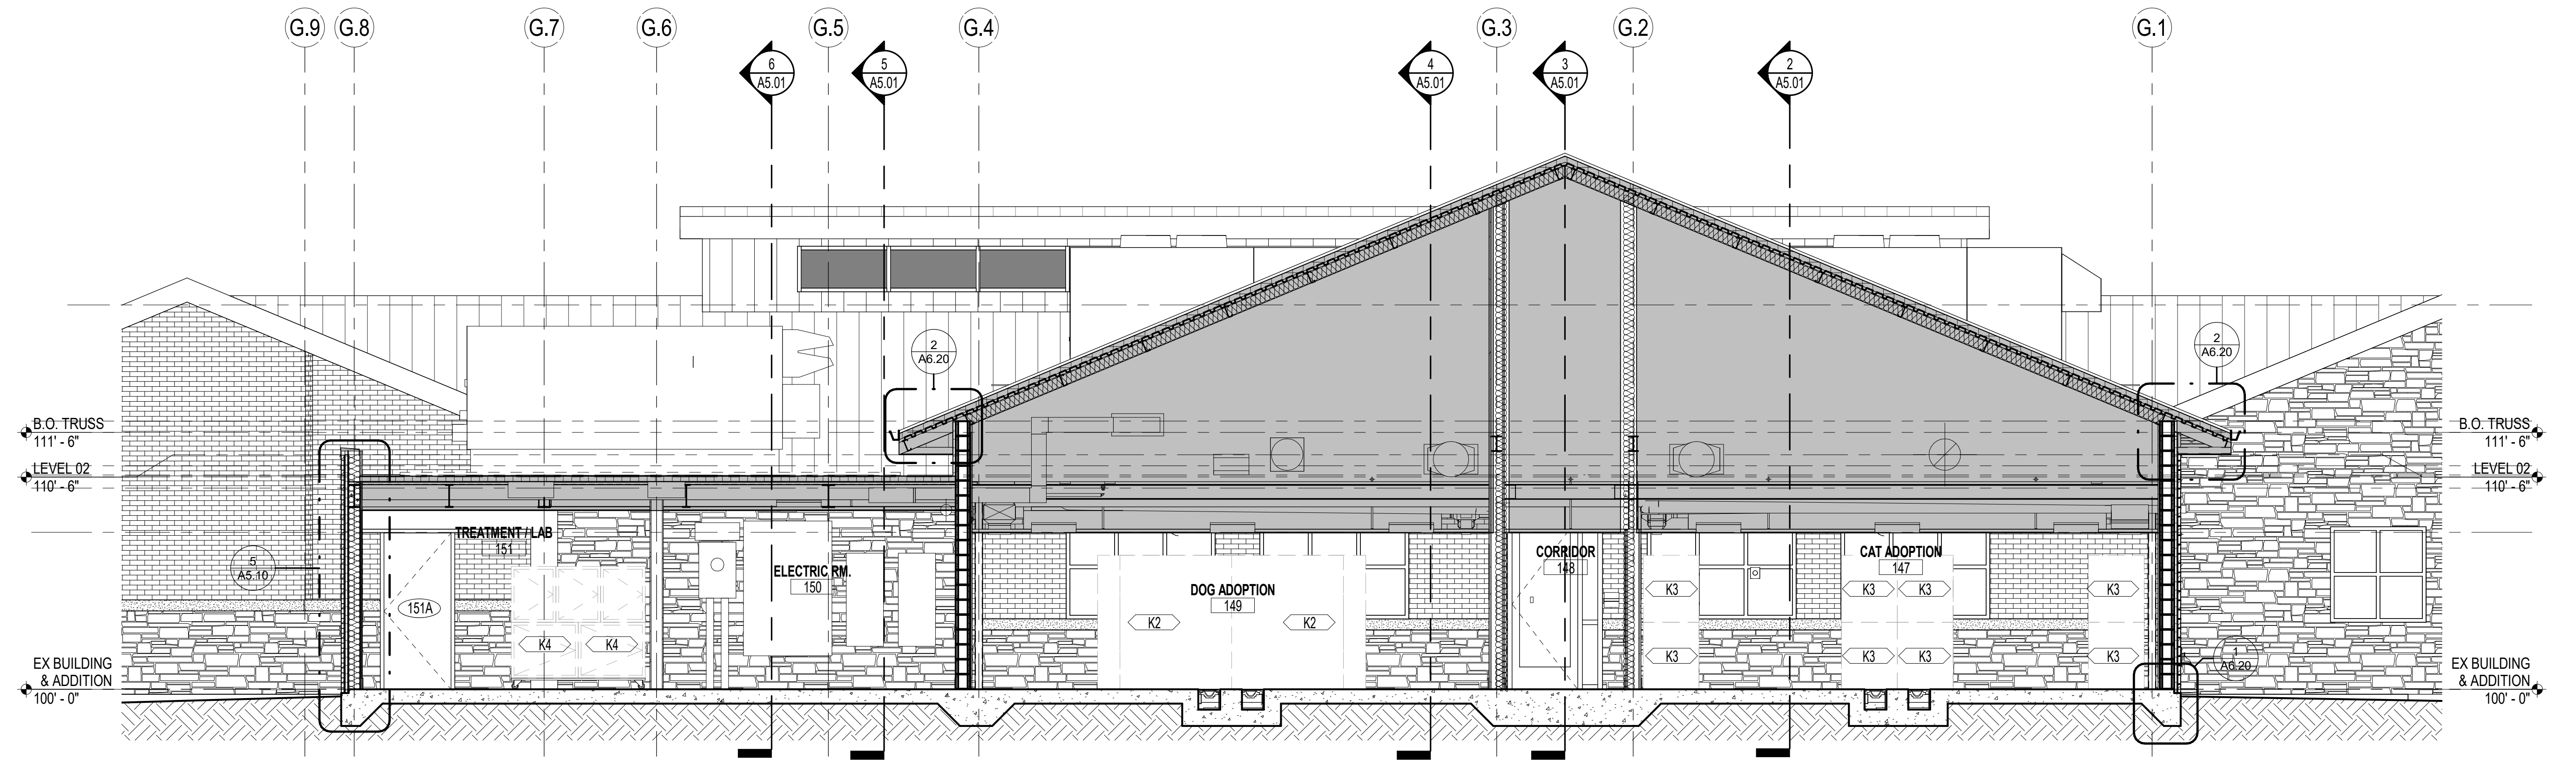 G.9
G.8
G.7
G.6
G.5
G.4
G.3
G.2
G.1
6
A5.01
5
A5.01
4
A5.01
3
A5.01
2
A5.01
2
A6.20
2
A6.20
B.O. TRUSS
111' - 6"
B.O. TRUSS
111' - 6"
LEVEL 02
110' - 6"
LEVEL 02
110' - 6"
TREATMENT / LAB
151
ELECTRIC RM.
150
DOG ADOPTION
149
CORRIDOR
148
CAT ADOPTION
147
5
A5.10
151A
K4
K4
K2
K2
K3
K3
K3
K3
K3
K3
K3
K3
1
A6.20
EX BUILDING
& ADDITION
100' - 0"
EX BUILDING
& ADDITION
100' - 0"